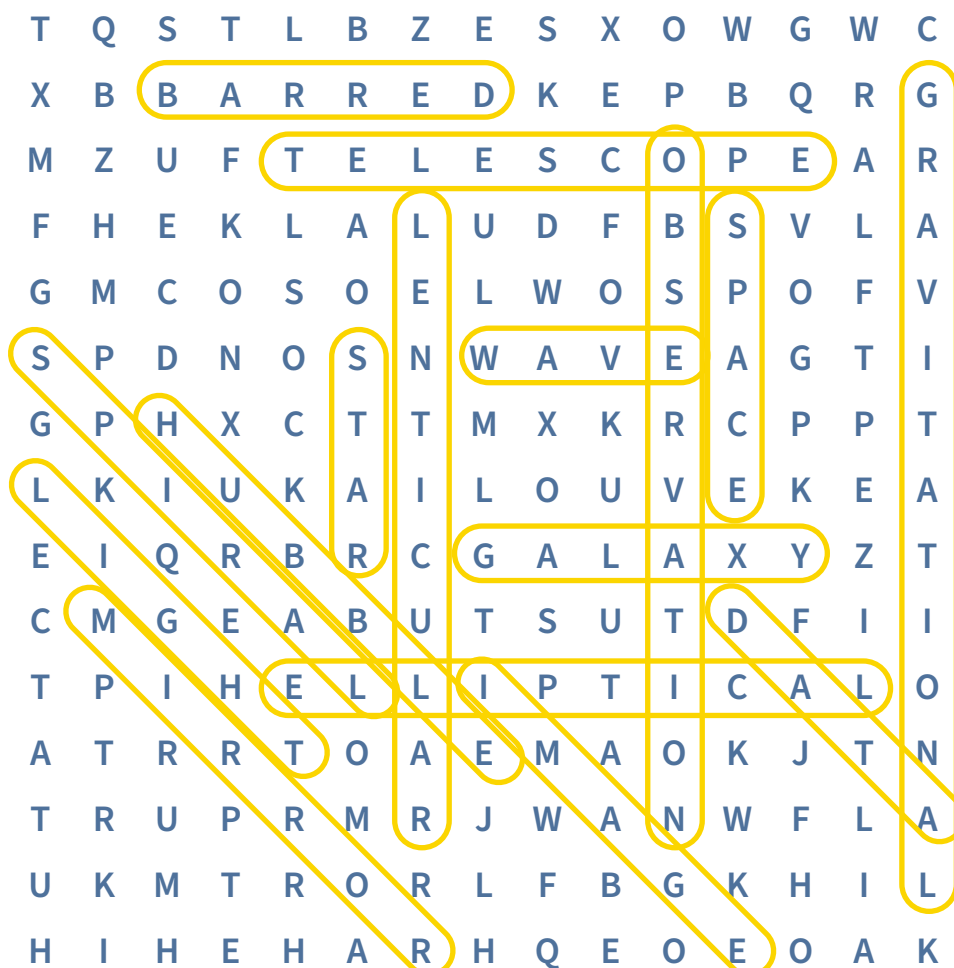 T Q S T L B Z E S X O W G W C
X B B A R R E D K E P B Q R G
M Z U F T E L E S C O P E A R
F H E K L A L U D F B S V L A
G M C O S O E L W O S P O F V
S P D N O S N W A V E A G T I
G P H X C T T M X K R C P P T
L K I U K A I L O U V E K E A
E I Q R B R C G A L A X Y Z T
C M G E A B U T S U T D F I I
T P I H E L L I P T I C A L O
A T R R T O A E M A O K J T N
T R U P R M R J W A N W F L A
U K M T R O R L F B G K H I L
H I H E H A R H Q E O E O A K